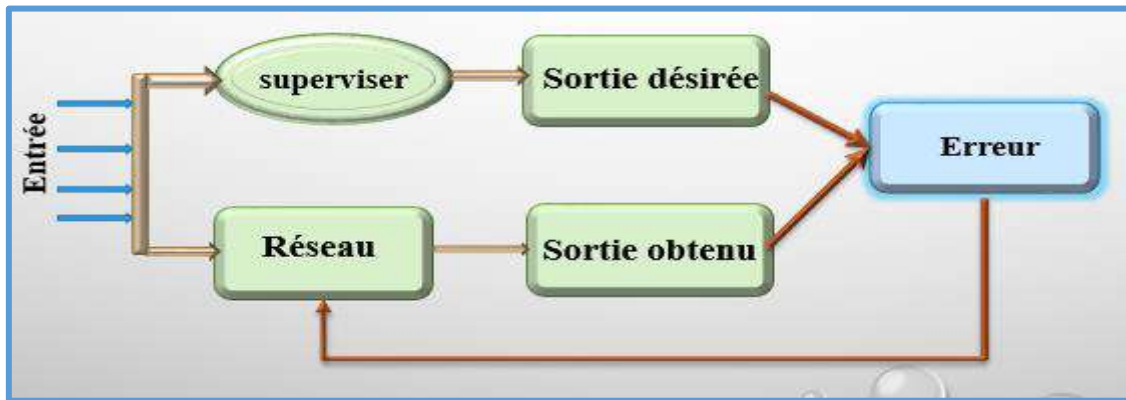 Entrée
superviser
Sortie désirée
Erreur
Réseau
Sortie obtenu